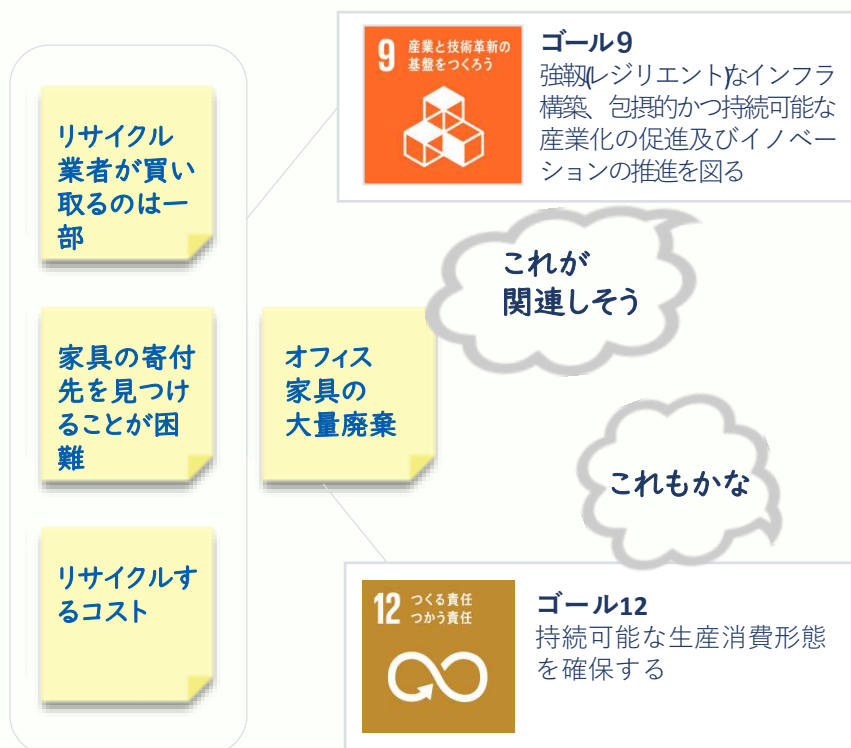 リサイクル
業者が買い
取るのは一
部
家具の寄付
先を見つけ
ることが困
難
リサイクルす
るコスト
オフィス
家具の
大量廃棄
9 産業と技術革新の
基盤をつくろう
ゴール9
強靱(レジリエント)なインフラ
構築、包摂的かつ持続可能な
産業化の促進及びイノベー
ションの推進を図る
これが
関連しそう
これもかな
12 つくる責任
つかう責任
ゴール12
持続可能な生産消費形態
を確保する